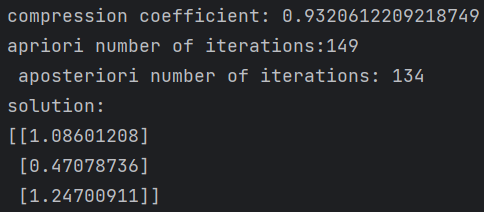 compression coefficient: 0.9320612209218749
apriori number of iterations:149
 aposteriori number of iterations: 134
solution:
[[1.08601208]
 [0.47078736]
 [1.24700911]]